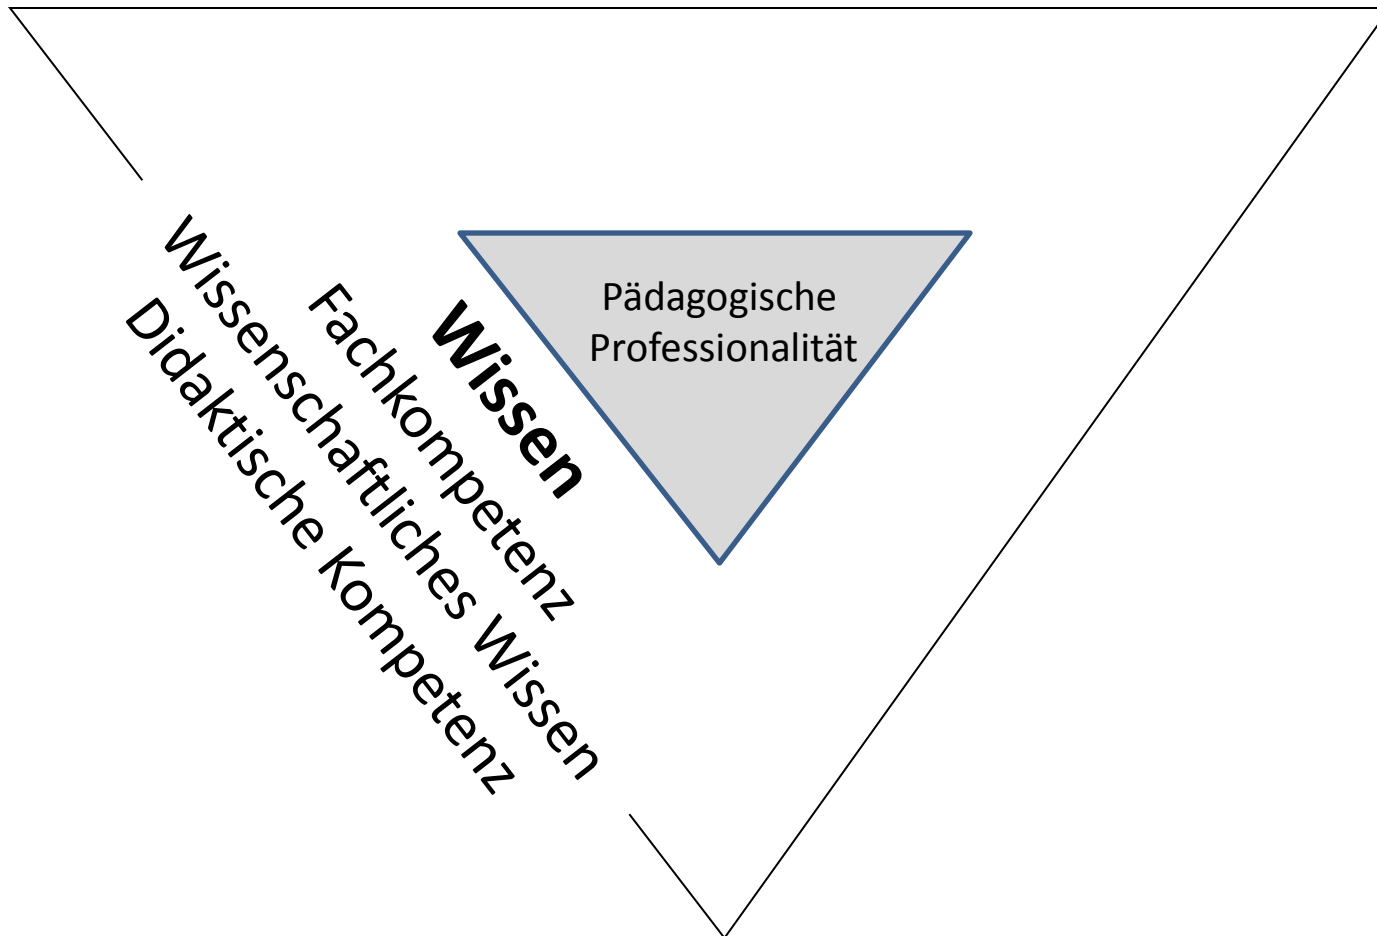 Pädagogische
Professionalität
Wissen
Fachkompetenz
Wissenschaftliches Wissen
Didaktische Kompetenz